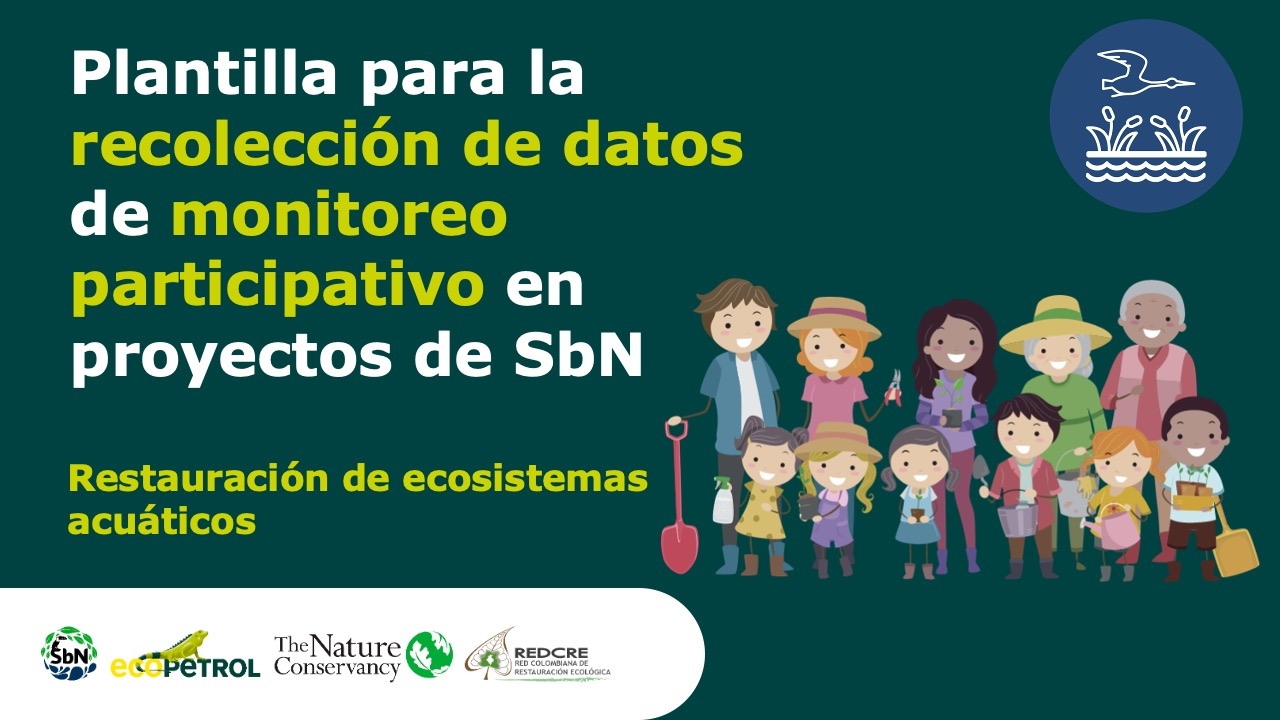 Plantilla para la
recolección de datos
de monitoreo
participativo en
proyectos de SbN
Restauración de ecosistemas
acuáticos
SbN
ecopetrol
The Nature
Conservancy
REDCRE
RED COLOMBIANA DE
RESTAURACIÓN ECOLÓGICA